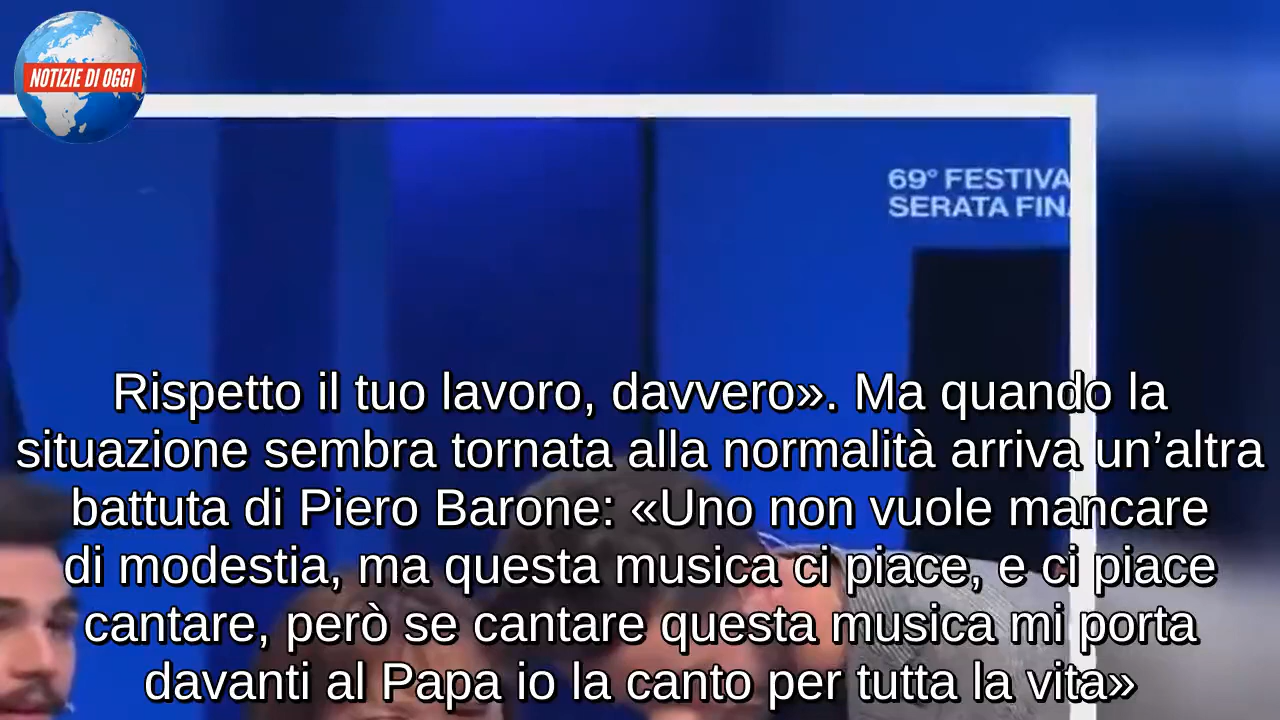 NOTIZIE DI OGGI
69° FESTIVA
SERATA FINA
Rispetto il tuo lavoro, davvero». Ma quando la
situazione sembra tornata alla normalità arriva un’altra
battuta di Piero Barone: «Uno non vuole mancare
di modestia, ma questa musica ci piace, e ci piace
cantare, però se cantare questa musica mi porta
davanti al Papa io la canto per tutta la vita»